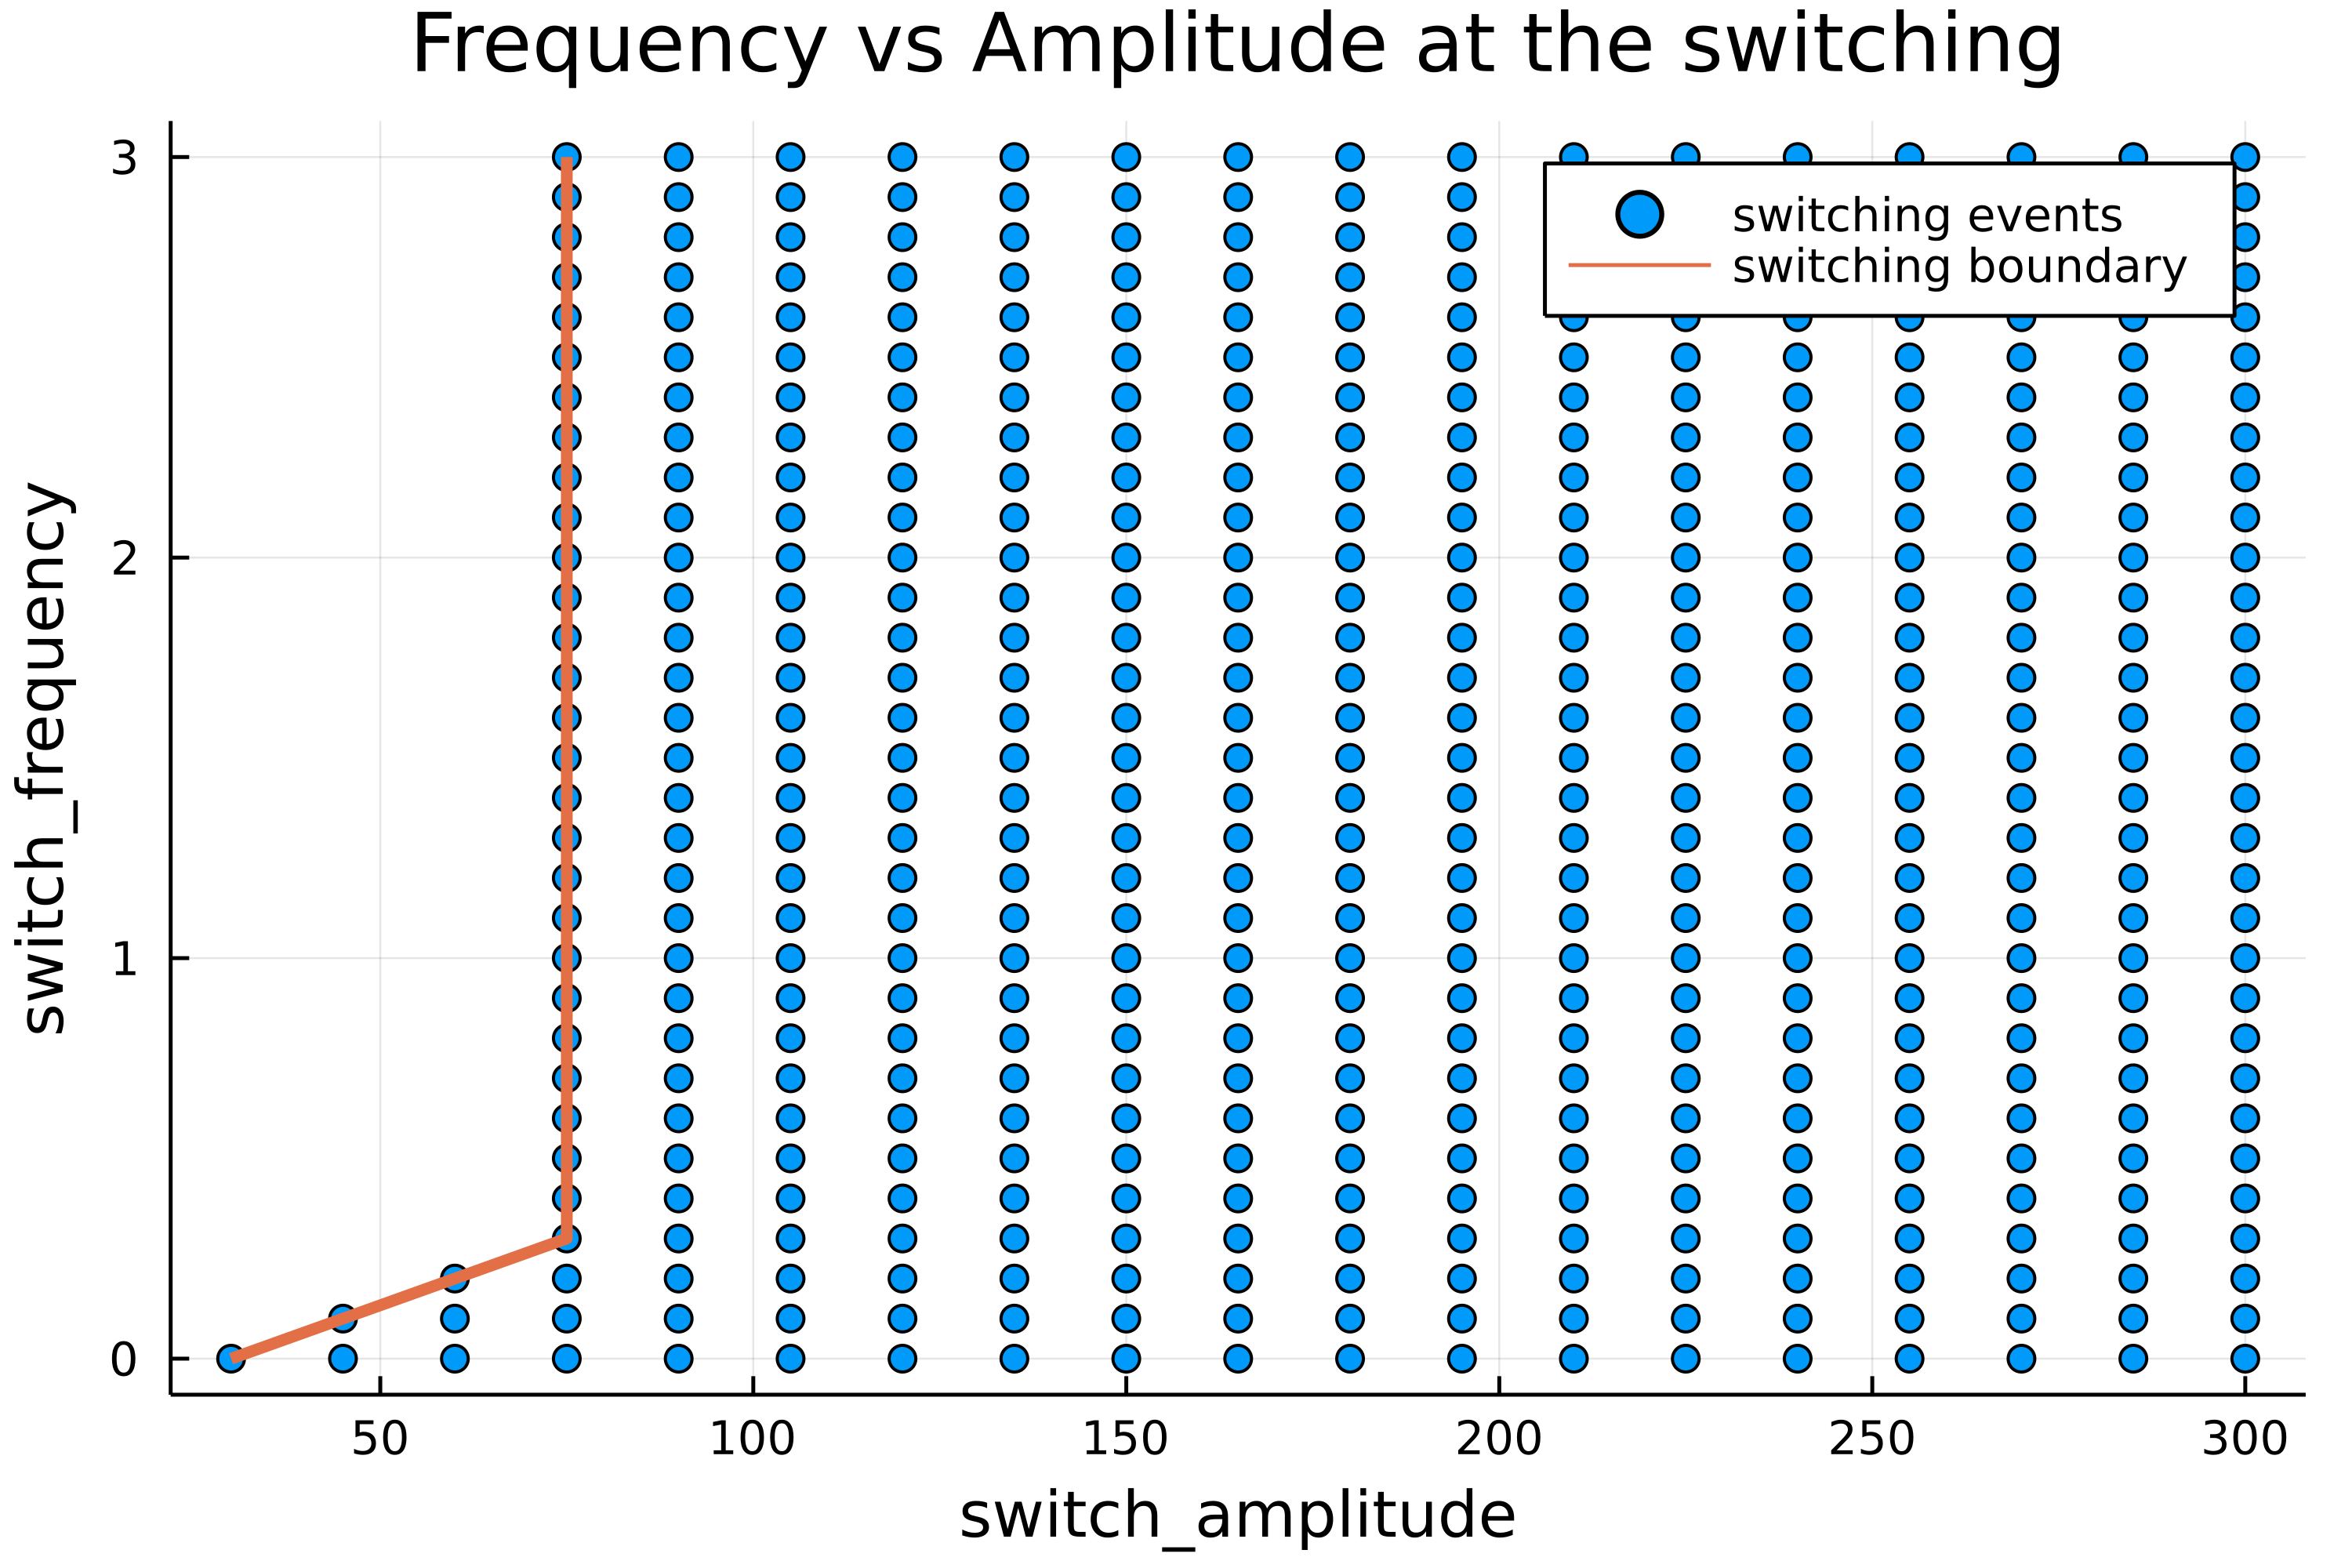 Frequency vs Amplitude at the switching
switching events
switching boundary
switch_frequency
3
2
1
0
50 100 150 200 250 300
switch_amplitude